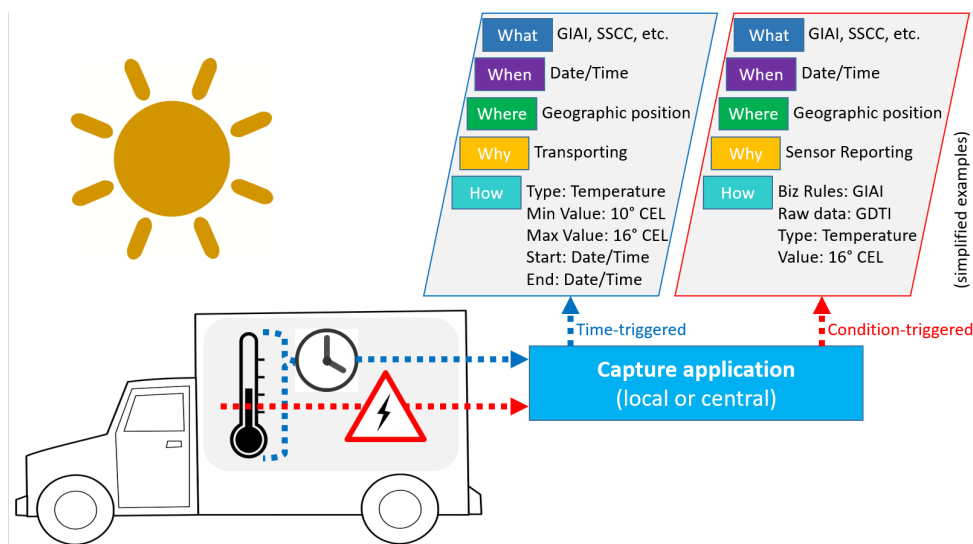 What GIAI, SSCC, etc.
When Date/Time
Where Geographic position
Why Transporting
How Type: Temperature
Min Value: 10° CEL
Max Value: 16° CEL
Start: Date/Time
End: Date/Time
What GIAI, SSCC, etc.
When Date/Time
Where Geographic position
Why Sensor Reporting
How Biz Rules: GIAI
Raw data: GDTI
Type: Temperature
Value: 16° CEL
(simplified examples)
Time-triggered
Condition-triggered
Capture application
(local or central)